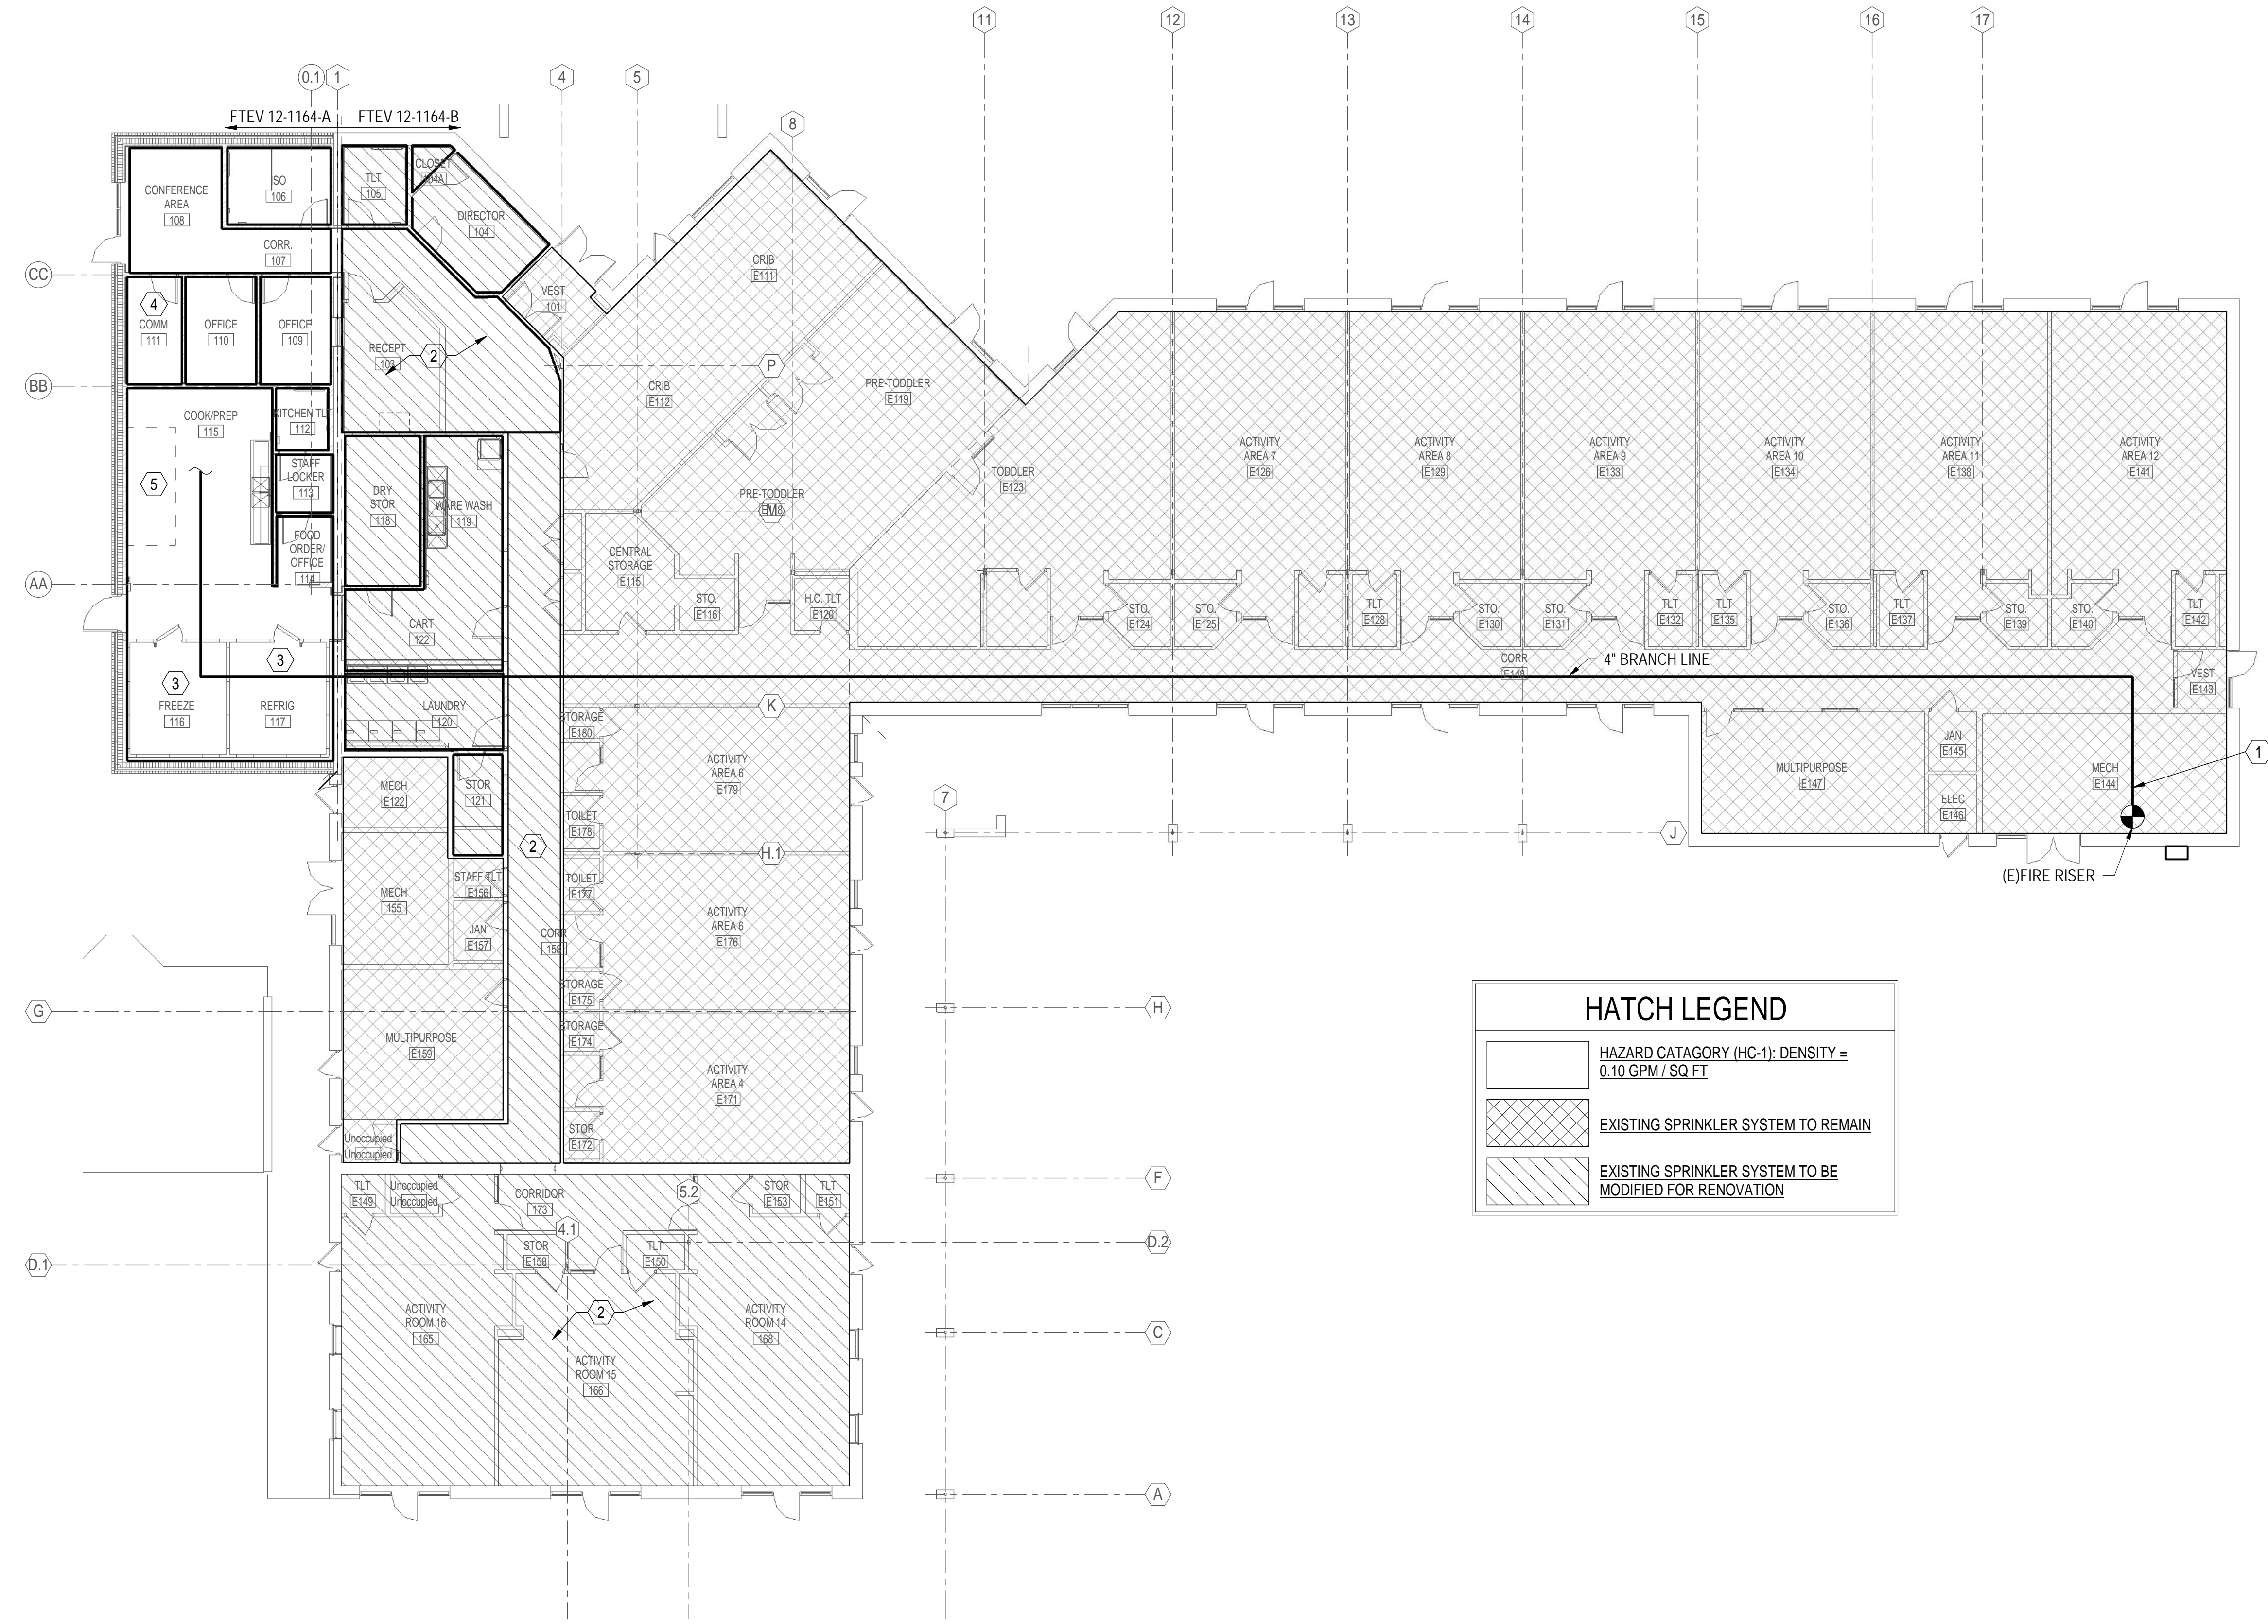 11
12
13
14
15
16
17
0.1
1
4
5
8
FTEV 12-1164-A
FTEV 12-1164-B
CONFERENCE
AREA
108
SO
106
TLT
105
CLOSET
104A
DIRECTOR
104
CORR.
107
VEST
101
CRIB
E111
CC
4
COMM
111
OFFICE
110
OFFICE
109
RECEPT
103
2
P
CRIB
E112
PRE-TODDLER
E119
BB
COOK/PREP
115
KITCHEN TLT
112
STAFF
LOCKER
113
5
FOOD
ORDER/
OFFICE
114
DRY
STOR
118
WARE WASH
119
PRE-TODDLER
E118
M
TODDLER
E123
ACTIVITY
AREA 7
E126
ACTIVITY
AREA 8
E129
ACTIVITY
AREA 9
E133
ACTIVITY
AREA 10
E134
ACTIVITY
AREA 11
E138
ACTIVITY
AREA 12
E141
AA
CENTRAL
STORAGE
E115
STO.
E116
H.C. TLT
E120
STO.
E124
STO.
E125
TLT
E128
STO.
E130
STO.
E131
TLT
E132
TLT
E135
STO.
E136
TLT
E137
STO.
E139
STO.
E140
TLT
E142
CART
122
3
3
FREEZE
116
REFRIG
117
LAUNDRY
120
CORR
E148
4" BRANCH LINE
VEST
E143
K
STORAGE
E180
MECH
E122
STOR
121
ACTIVITY
AREA 6
E179
TOILET
E178
2
H.1
7
J
MULTIPURPOSE
E147
JAN
E145
ELEC
E146
MECH
E144
1
(E)FIRE RISER
MECH
155
STAFF TLT
E156
JAN
E157
TOILET
E177
CORR
156
ACTIVITY
AREA 6
E176
STORAGE
E175
G
H
STORAGE
E174
MULTIPURPOSE
E159
ACTIVITY
AREA 4
E171
STOR
E172
Unoccupied
Unoccupied
HATCH LEGEND
HAZARD CATAGORY (HC-1): DENSITY =
0.10 GPM / SQ FT
EXISTING SPRINKLER SYSTEM TO REMAIN
EXISTING SPRINKLER SYSTEM TO BE
MODIFIED FOR RENOVATION
TLT
E149
Unoccupied
Unoccupied
CORRIDOR
173
5.2
STOR
E153
TLT
E151
F
4.1
STOR
E158
TLT
E150
D.2
D.1
2
ACTIVITY
ROOM 16
165
ACTIVITY
ROOM 15
166
ACTIVITY
ROOM 14
168
C
A